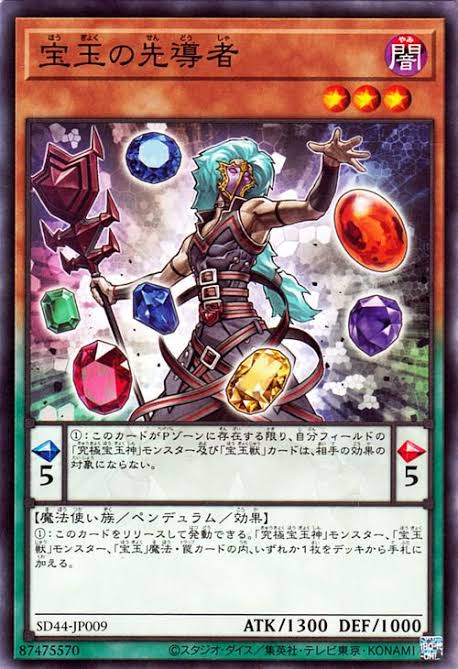 宝玉の先導者
闇
5
①:このカードがPゾーンに存在する限り、自分フィールドの
「究極宝玉神」モンスター及び「宝玉獣」カードは、相手の効果の
対象にならない。
5
【魔法使い族/ペンデュラム/効果】
①:このカードをリリースして発動できる。「究極宝玉神」モンスター、「宝玉
獣」モンスター、「宝玉」魔法・罠カードの内、いずれか1枚をデッキから手札に
加える。
SD44-JP009
ATK/1300 DEF/1000
87475570
©スタジオ・ダイス/集英社・テレビ東京・KONAMI